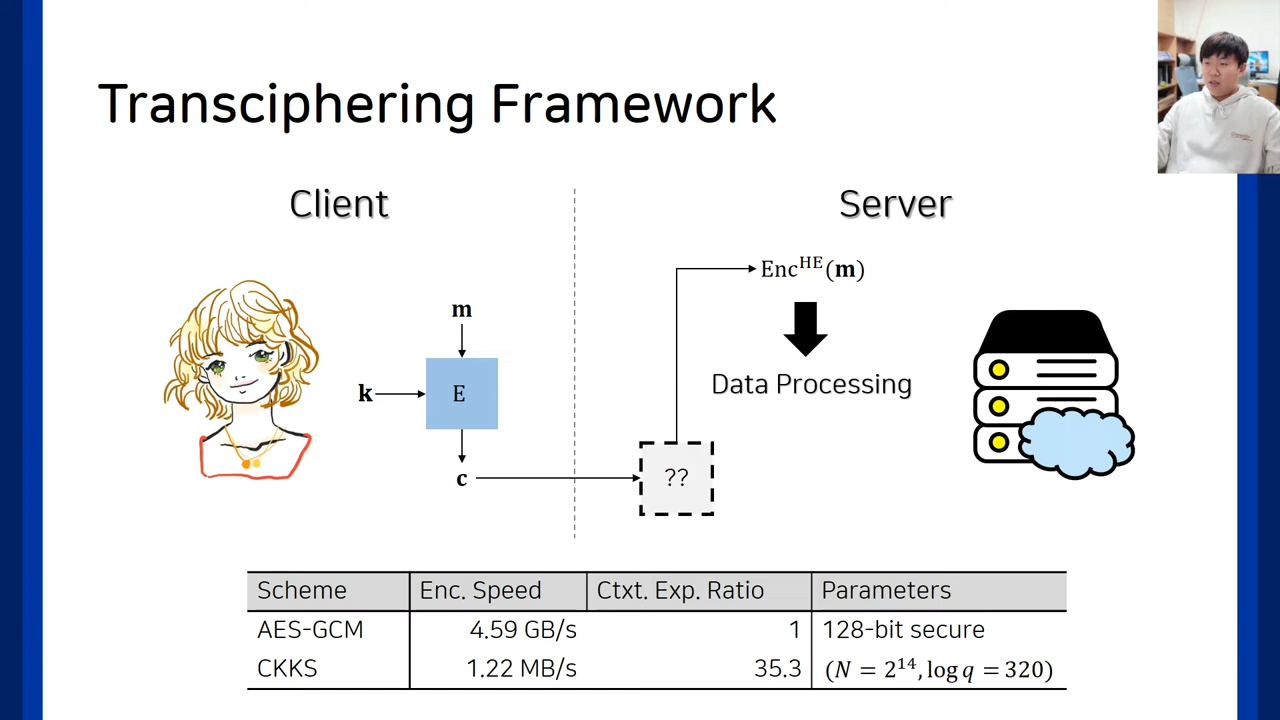 Transciphering Framework
Client
Server
Enc^HE(m)
m
Data Processing
k
E
c
??
Scheme Enc. Speed Ctxt. Exp. Ratio Parameters
AES-GCM 4.59 GB/s 1 128-bit secure
CKKS 1.22 MB/s 35.3 (N = 2^14, log q = 320)